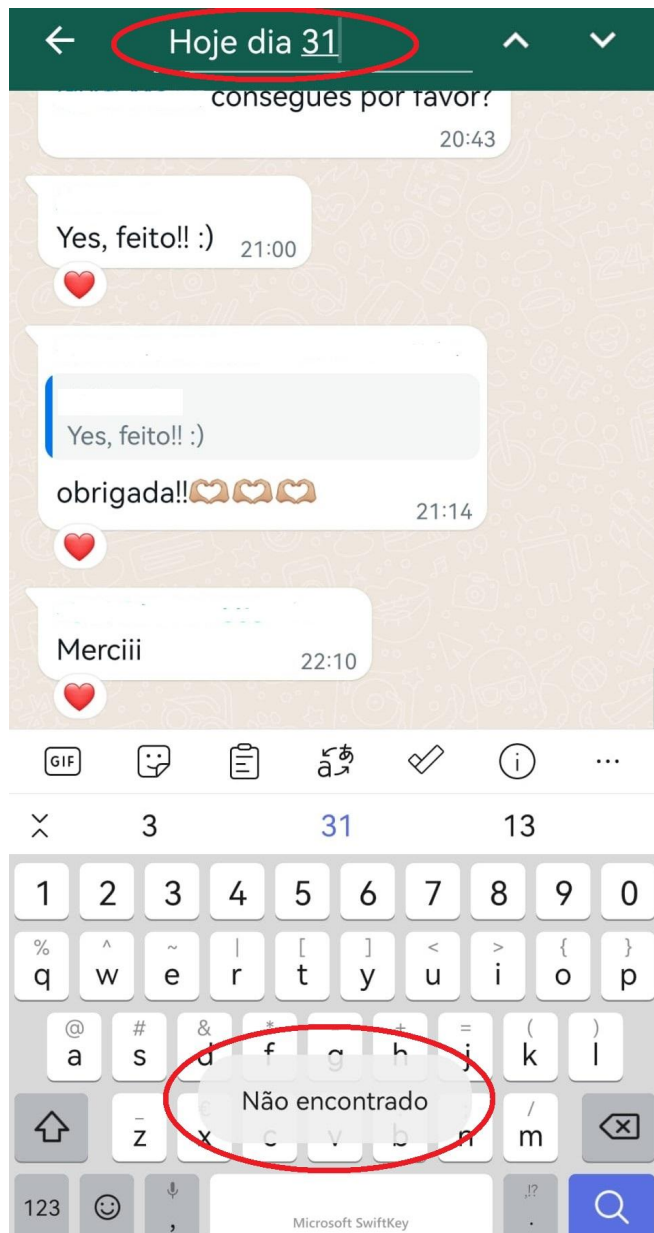 Hoje dia 31
consegues por favor?
20:43
Yes, feito!! :) 21:00
Yes, feito!! :)
obrigada!!
21:14
Merciii 22:10
GIF
3 31 13
1 2 3 4 5 6 7 8 9 0
% ^ ~ | [ ] < > { }
q w e r t y u i o p
@ # & * - + = ( )
a s d f g h j k l
Não encontrado
_ € /
z x c v b n m
123 , Microsoft SwiftKey ,!? .